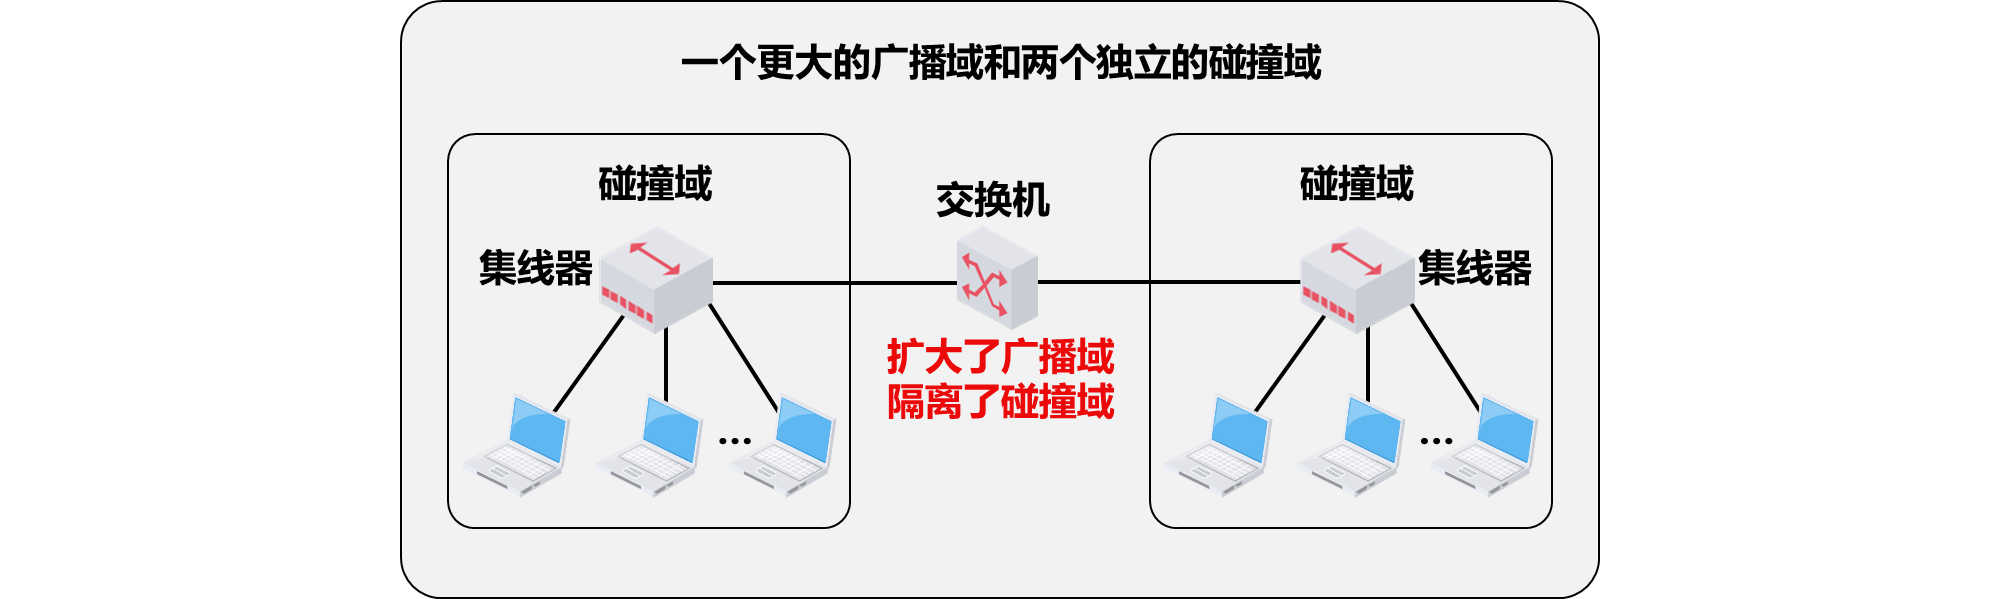 一个更大的广播域和两个独立的碰撞域
碰撞域
集线器
...
交换机
扩大了广播域
隔离了碰撞域
碰撞域
集线器
...